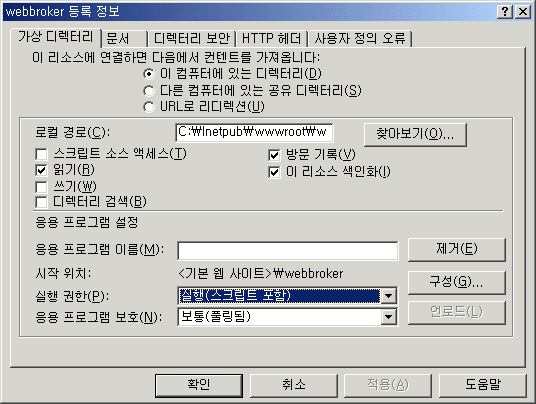 webbroker 등록 정보
가상 디렉터리 문서 디렉터리 보안 HTTP 헤더 사용자 정의 오류
이 리소스에 연결하면 다음에서 컨텐트를 가져옵니다:
이 컴퓨터에 있는 디렉터리(D)
다른 컴퓨터에 있는 공유 디렉터리(S)
URL로 리디렉션(U)
로컬 경로(C): C:₩Inetpub₩wwwroot₩w 찾아보기(O)...
스크립트 소스 액세스(T) 방문 기록(V)
읽기(R) 이 리소스 색인화(I)
쓰기(W)
디렉터리 검색(B)
응용 프로그램 설정
응용 프로그램 이름(M): 제거(E)
시작 위치: <기본 웹 사이트>₩webbroker
구성(G)...
실행 권한(P): 실행(스크립트 포함)
언로드(L)
응용 프로그램 보호(N): 보통(풀링됨)
확인 취소 적용(A) 도움말